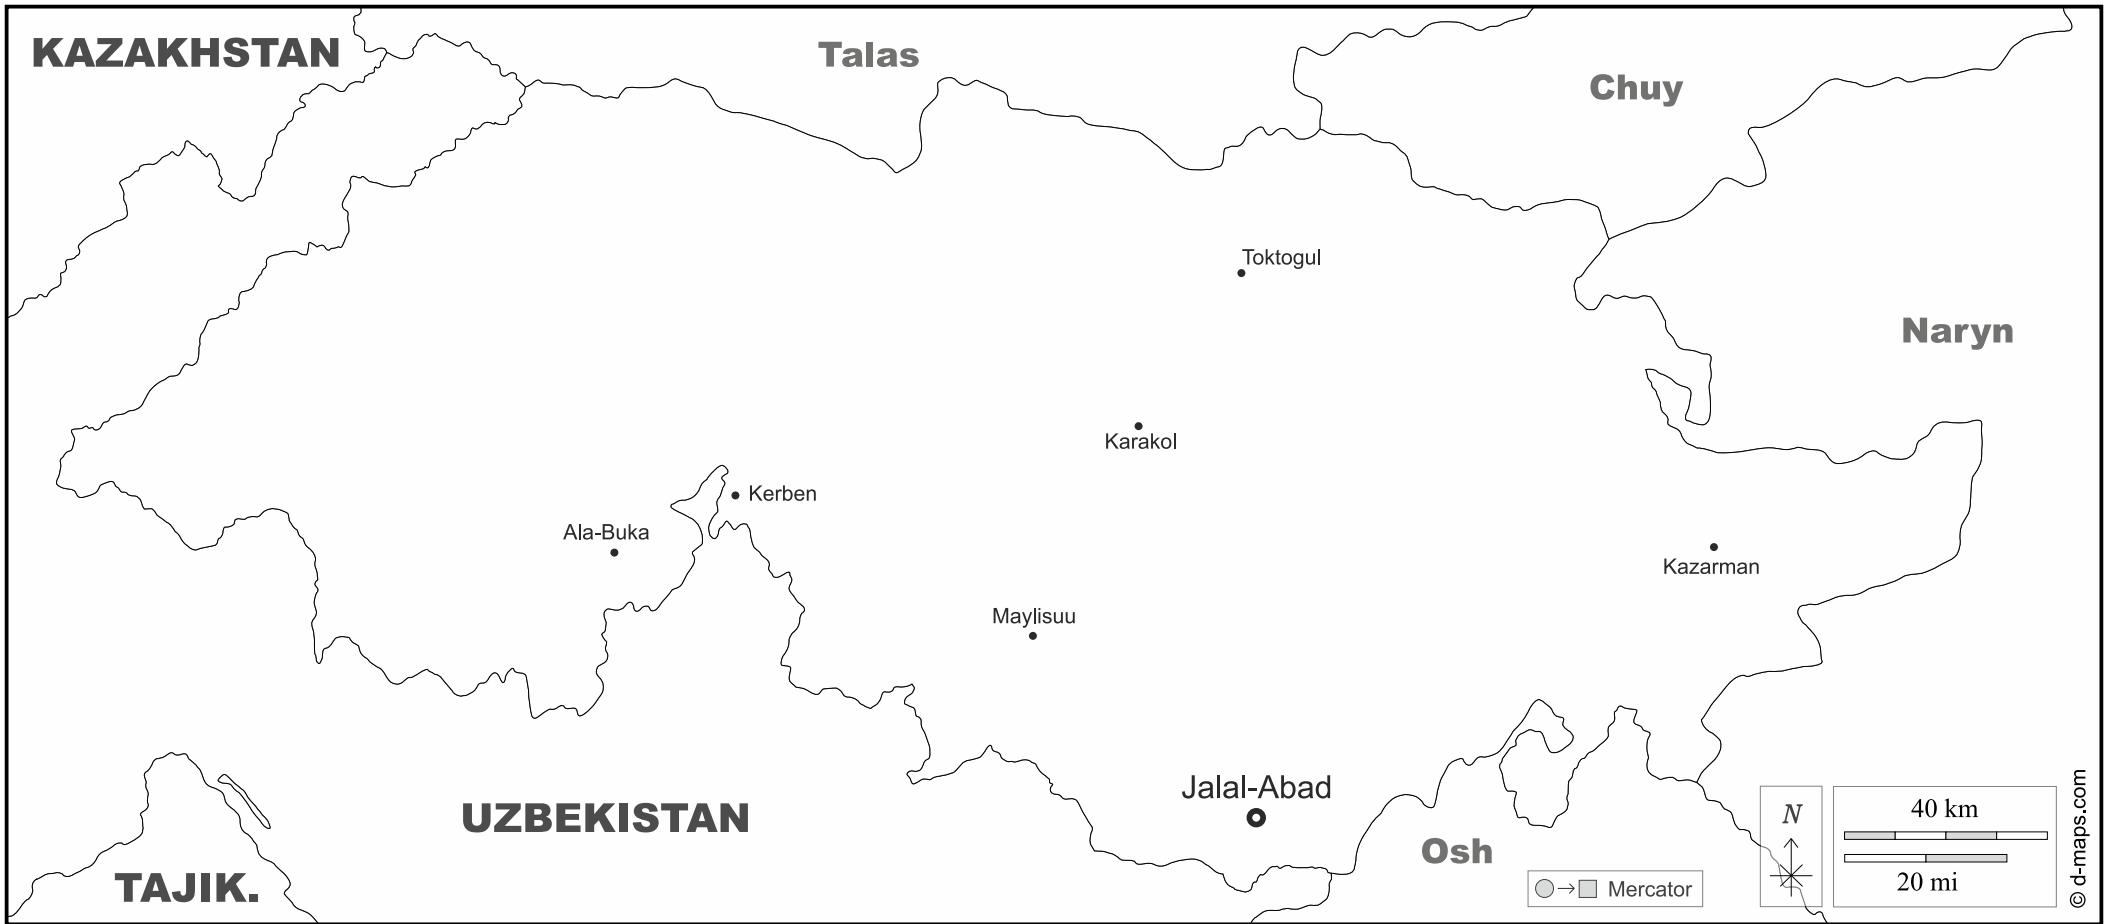 KAZAKHSTAN
Talas
Chuy
Toktogul
Naryn
Karakol
Kerben
Ala-Buka
Kazarman
Maylisuu
Jalal-Abad
UZBEKISTAN
Osh
TAJIK.
Mercator
N
40 km
20 mi
© d-maps.com